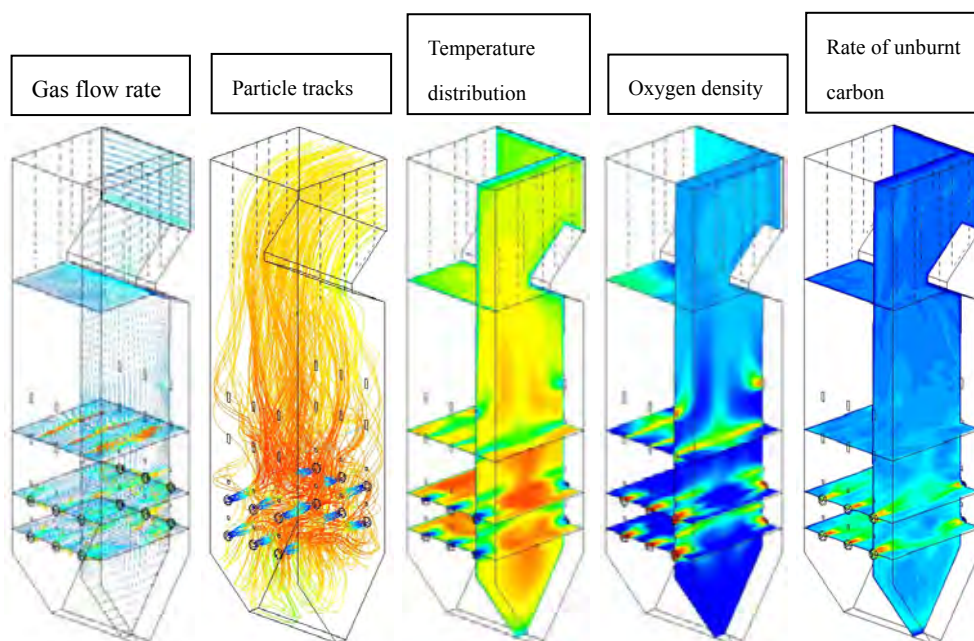 Gas flow rate
Particle tracks
Temperature
distribution
Oxygen density
Rate of unburnt
carbon